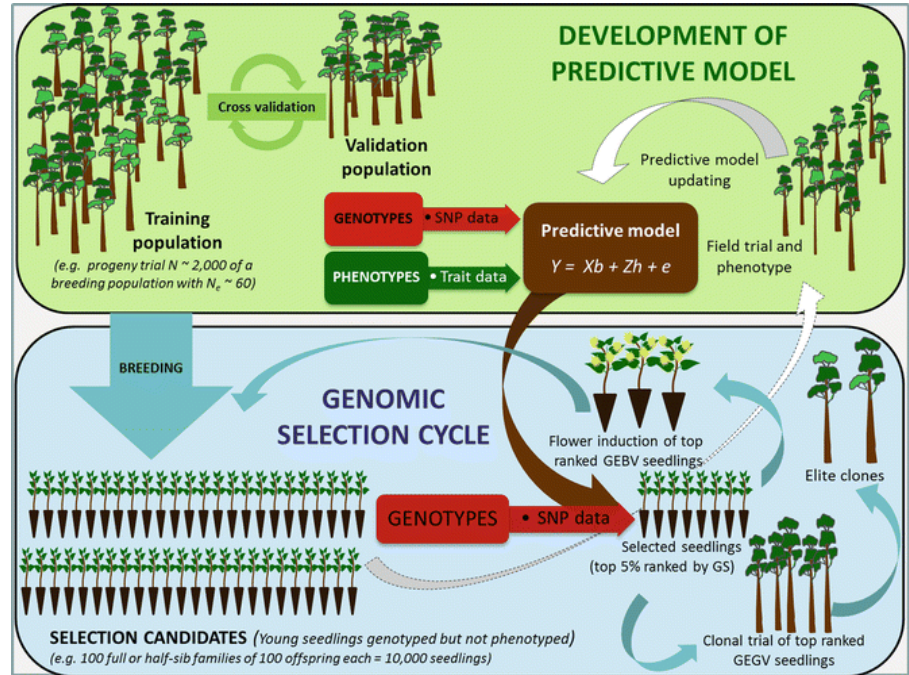 DEVELOPMENT OF
PREDICTIVE MODEL
Cross validation
Validation
population
Training
population
(e.g. progeny trial N ~ 2,000 of a
breeding population with Ne ~ 60)
GENOTYPES • SNP data
PHENOTYPES • Trait data
Predictive model
Y = Xb + Zh + e
Predictive model
updating
Field trial and
phenotype
BREEDING
GENOMIC
SELECTION CYCLE
Flower induction of top
ranked GEBV seedlings
Elite clones
GENOTYPES • SNP data
Selected seedlings
(top 5% ranked by GS)
Clonal trial of top ranked
GEGV seedlings
SELECTION CANDIDATES (Young seedlings genotyped but not phenotyped)
(e.g. 100 full or half-sib families of 100 offspring each = 10,000 seedlings)